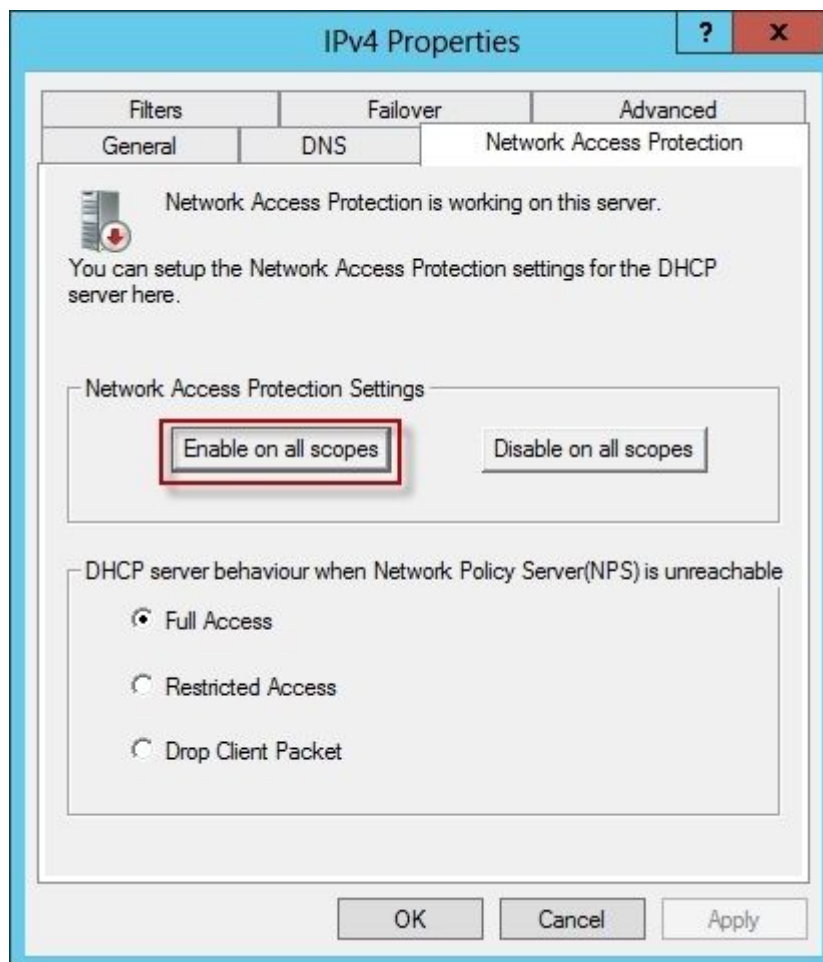 IPv4 Properties
?
x
Filters
Failover
Advanced
General
DNS
Network Access Protection
Network Access Protection is working on this server.
You can setup the Network Access Protection settings for the DHCP
server here.
Network Access Protection Settings
Enable on all scopes
Disable on all scopes
DHCP server behaviour when Network Policy Server(NPS) is unreachable
Full Access
Restricted Access
Drop Client Packet
OK
Cancel
Apply